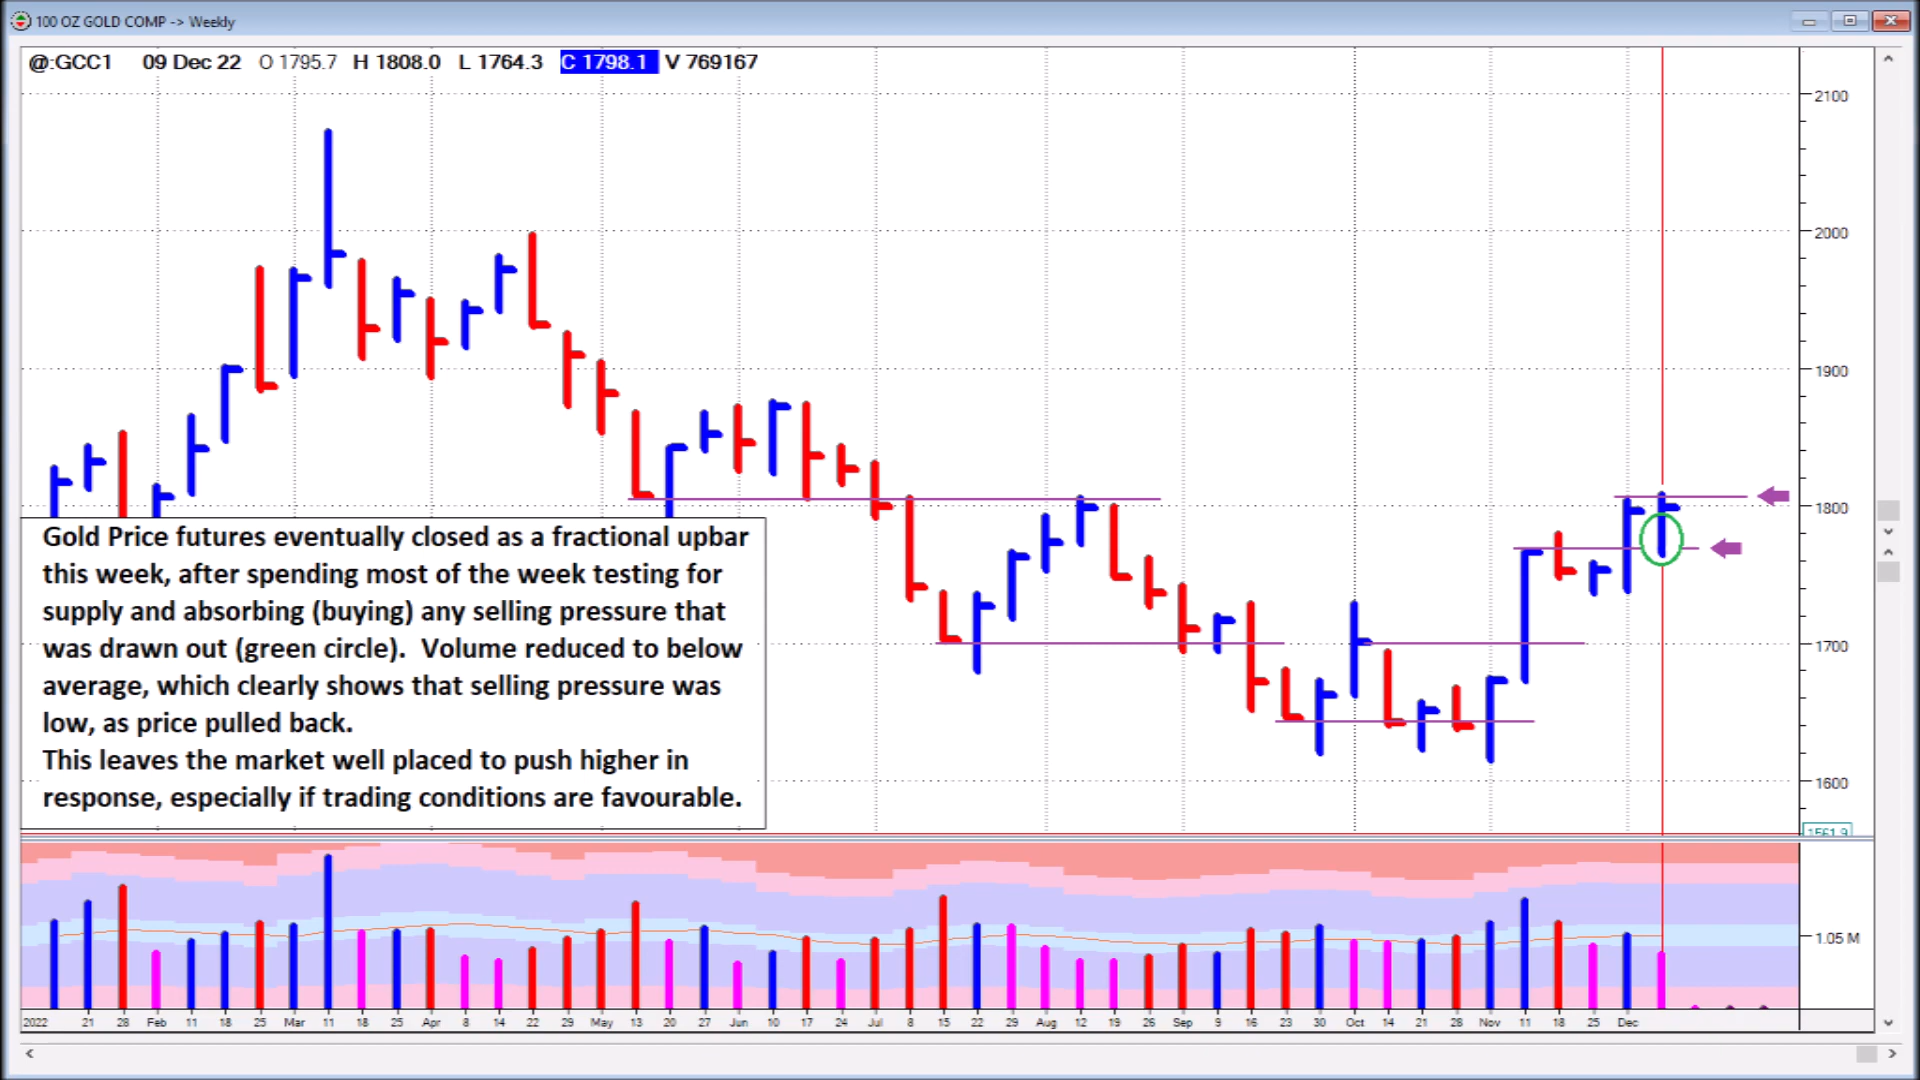 100 OZ GOLD COMP -> Weekly
@:GCC1 09 Dec 22 O 1795.7 H 1808.0 L 1764.3 C 1798.1 V 769167
2100
2000
1900
1800
1700
1600
1561.9
Gold Price futures eventually closed as a fractional upbar
this week, after spending most of the week testing for
supply and absorbing (buying) any selling pressure that
was drawn out (green circle).  Volume reduced to below
average, which clearly shows that selling pressure was
low, as price pulled back.
This leaves the market well placed to push higher in
response, especially if trading conditions are favourable.
1.05 M
2022 21 28 Feb 11 18 25 Mar 11 18 25 Apr 8 14 22 29 May 13 20 27 Jun 10 17 24 Jul 8 15 22 29 Aug 12 19 26 Sep 9 16 23 30 Oct 14 21 28 Nov 11 18 25 Dec